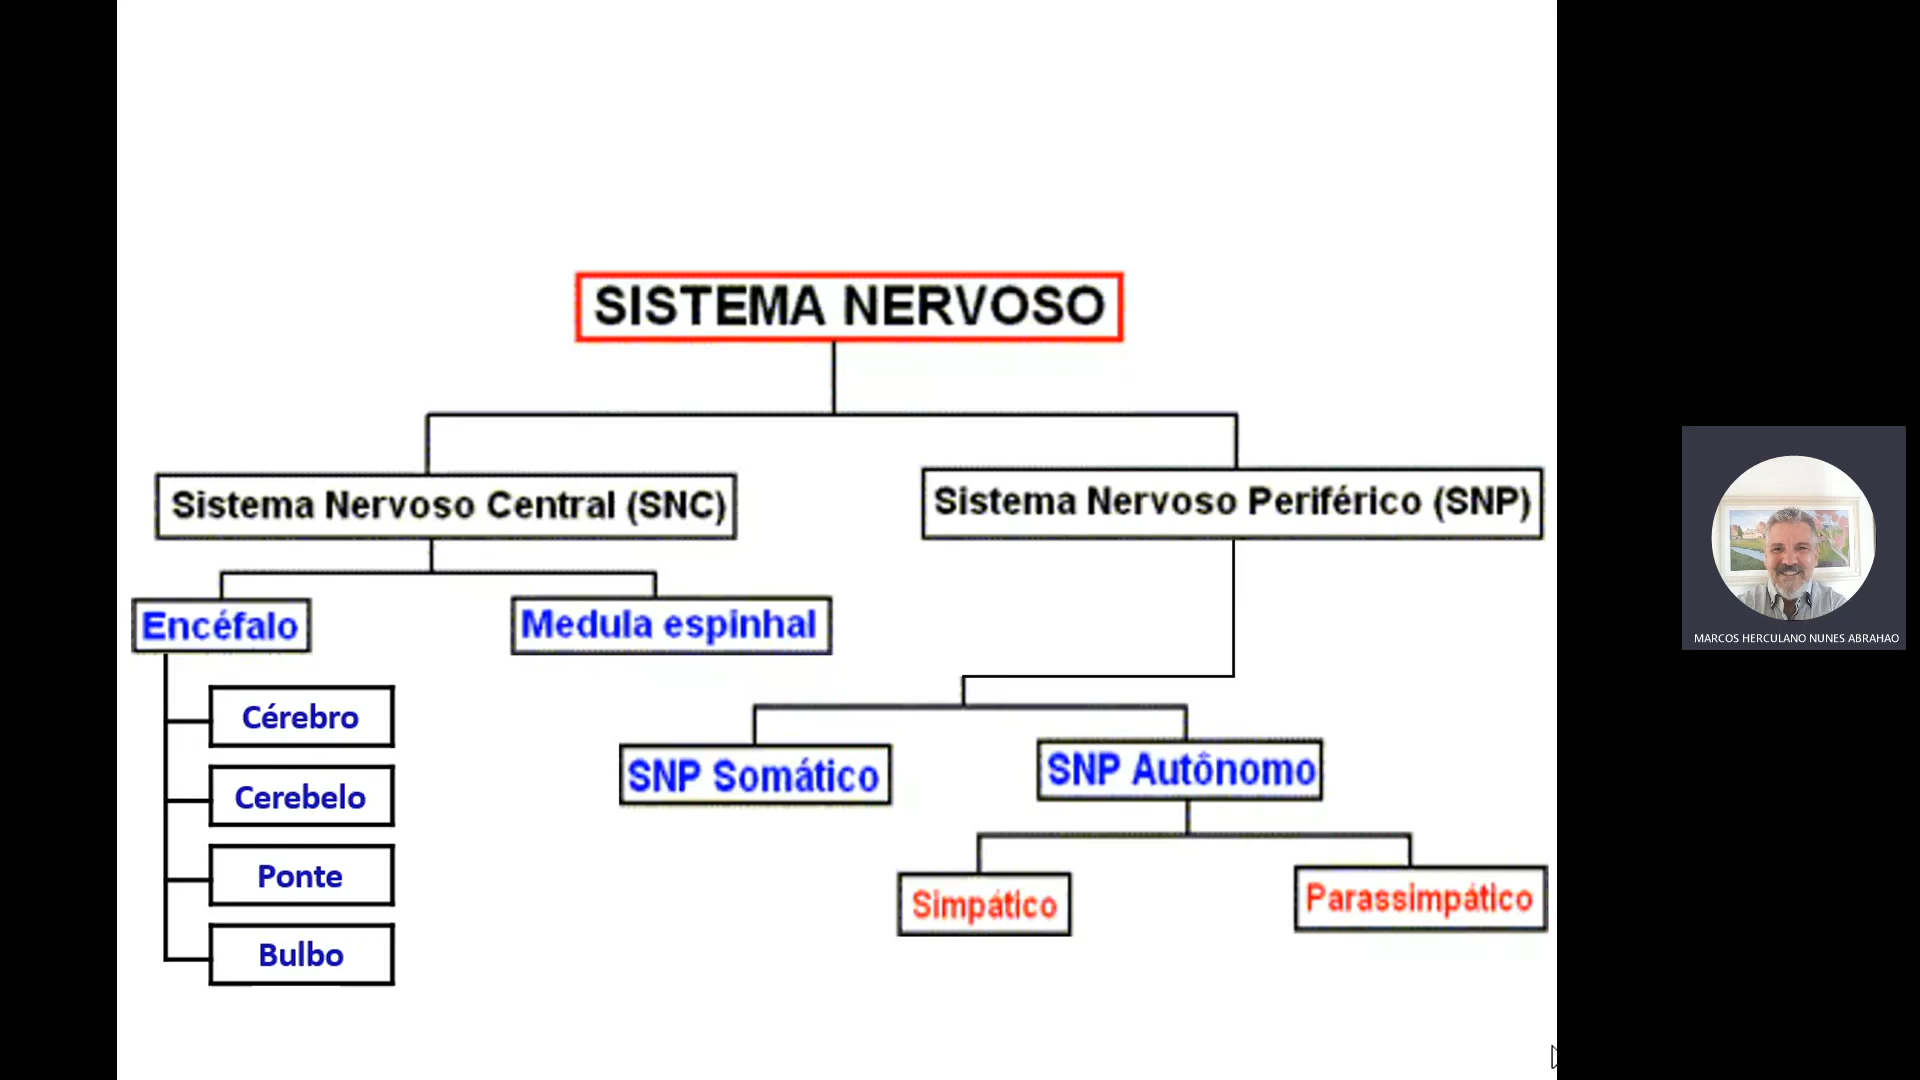 SISTEMA NERVOSO
Sistema Nervoso Central (SNC)
Sistema Nervoso Periférico (SNP)
Encéfalo
Medula espinhal
Cérebro
Cerebelo
Ponte
Bulbo
SNP Somático
SNP Autônomo
Simpático
Parassimpático
MARCOS HERCULANO NUNES ABRAHAO